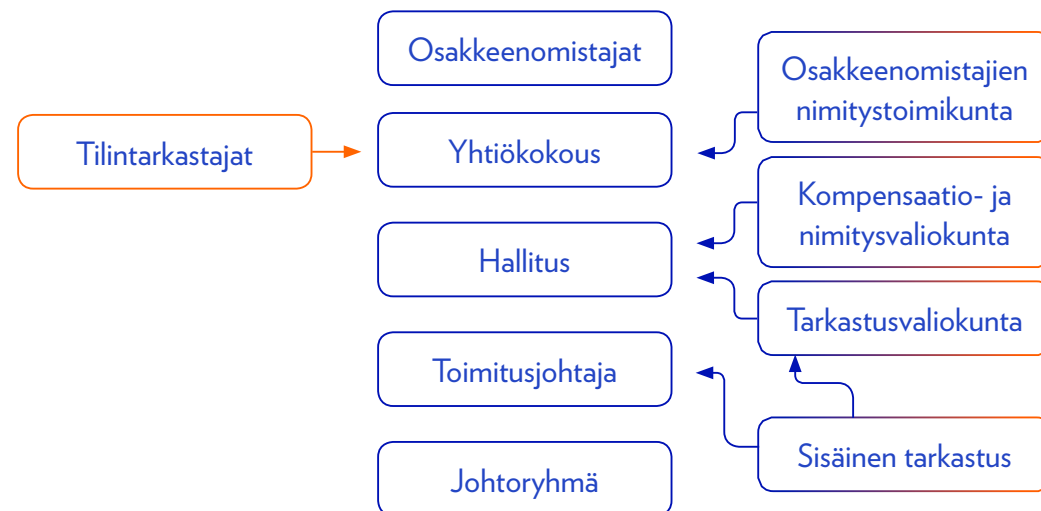 Osakkeenomistajat
Osakkeenomistajien
nimitystoimikunta
Tilintarkastajat
Yhtiökokous
Kompensaatio- ja
nimitysvaliokunta
Hallitus
Tarkastusvaliokunta
Toimitusjohtaja
Sisäinen tarkastus
Johtoryhmä